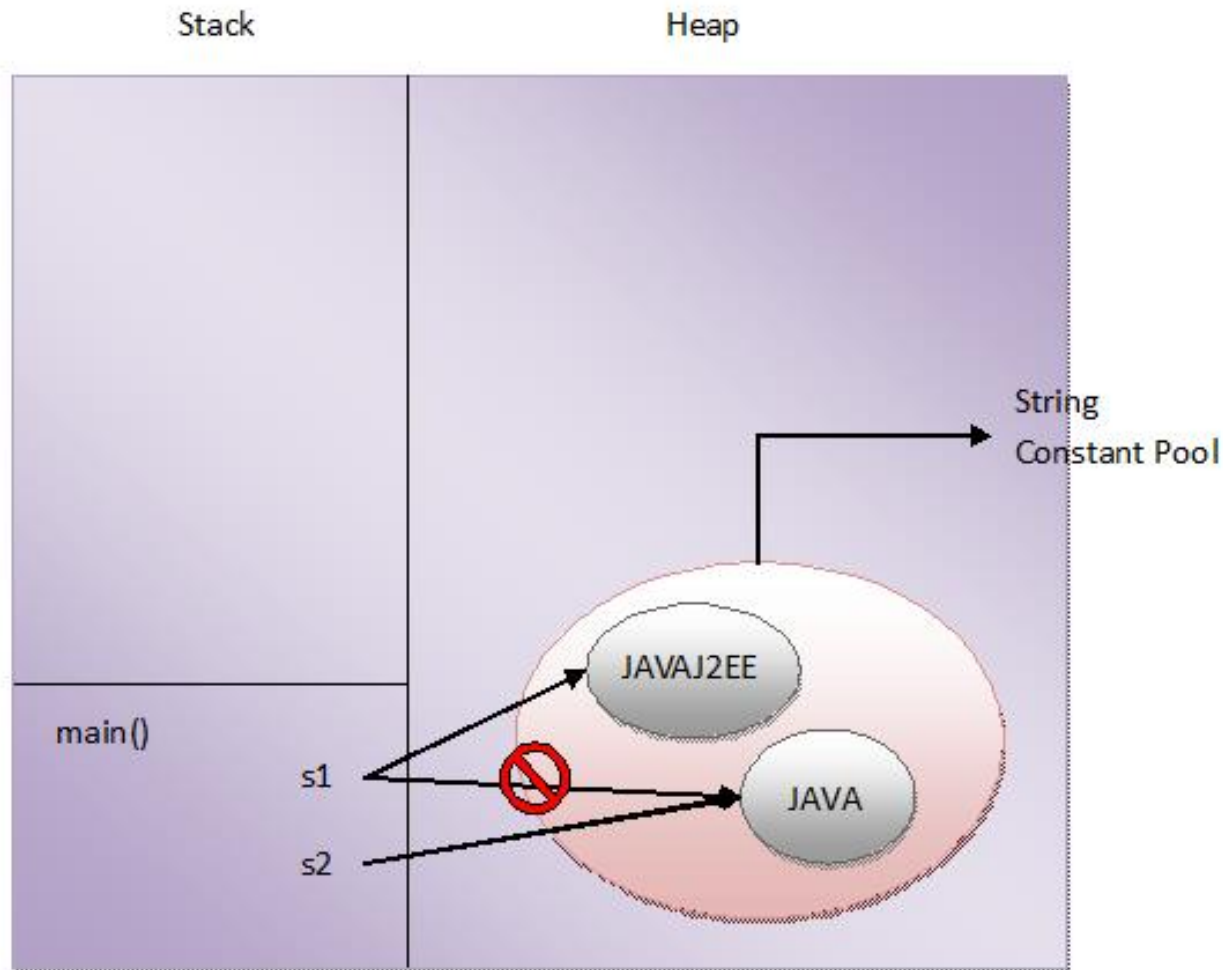 Stack
Heap
String
Constant Pool
JAVAJ2EE
main()
s1
JAVA
s2